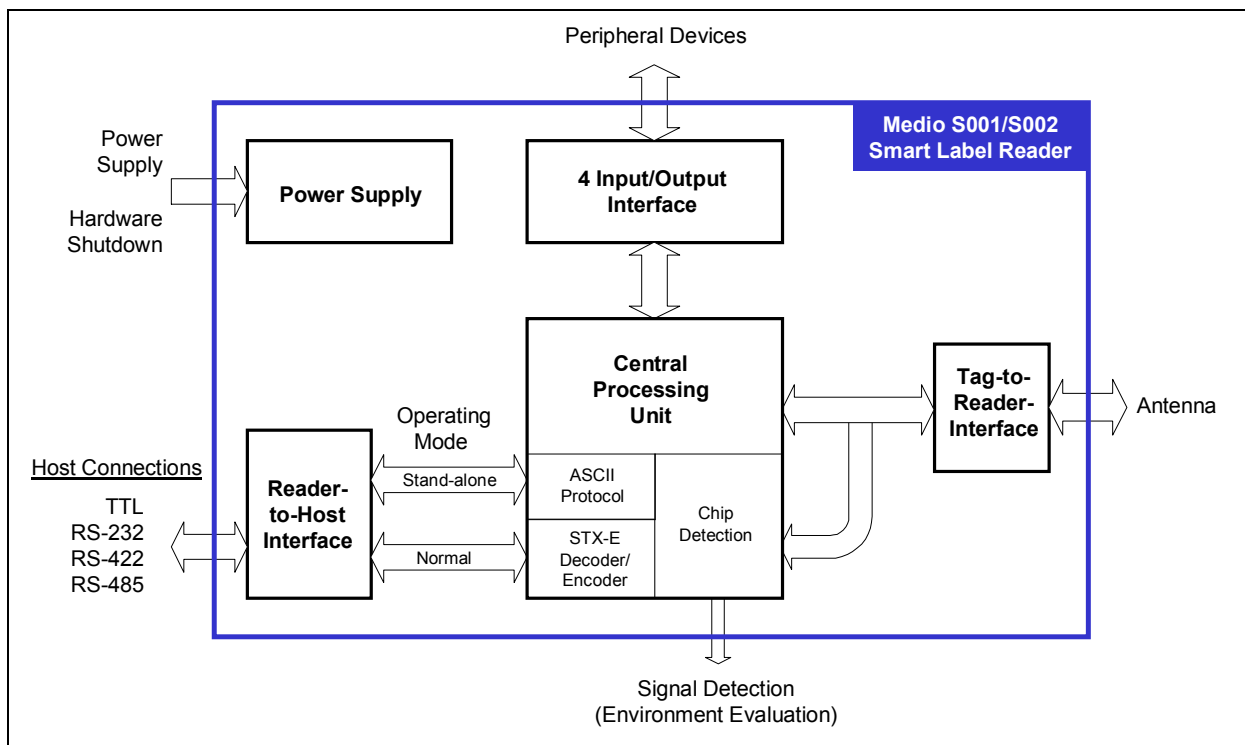 Peripheral Devices
Medio S001/S002
Smart Label Reader
Power
Supply
Hardware
Shutdown
Power Supply
4 Input/Output
Interface
Central
Processing
Unit
Tag-to-
Reader-
Interface
Antenna
Operating
Mode
Host Connections
TTL
RS-232
RS-422
RS-485
Reader-
to-Host
Interface
Stand-alone
Normal
ASCII
Protocol
STX-E
Decoder/
Encoder
Chip
Detection
Signal Detection
(Environment Evaluation)